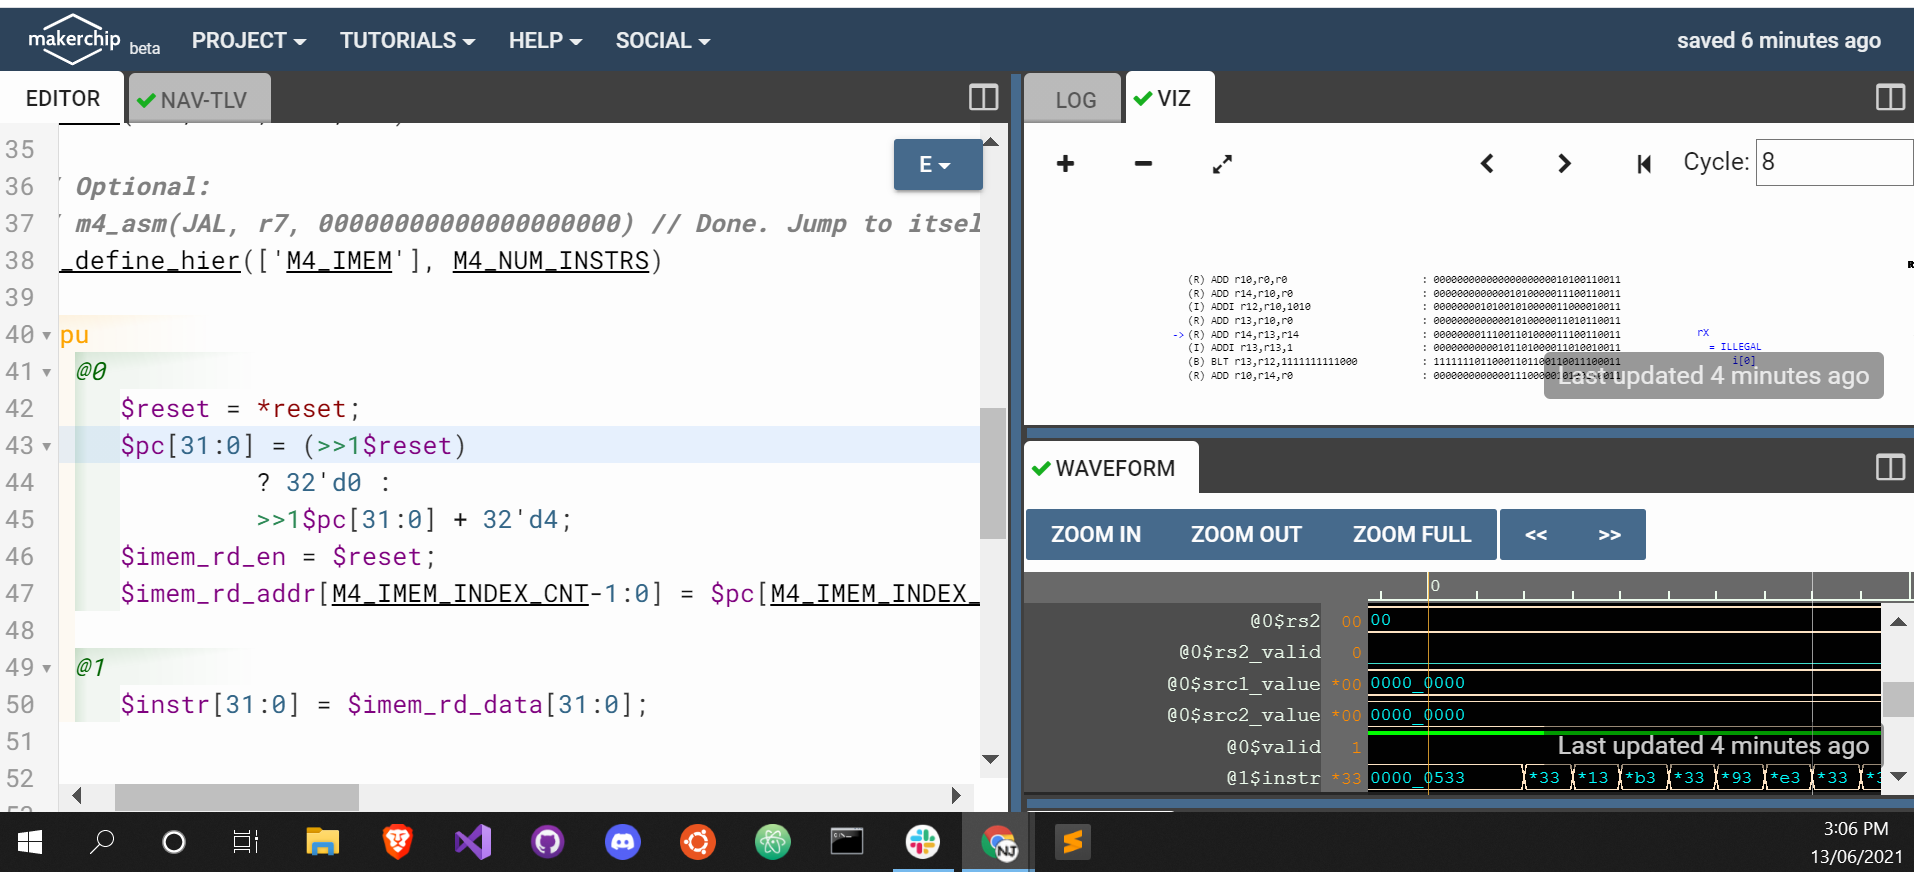 makerchip beta PROJECT TUTORIALS HELP SOCIAL saved 6 minutes ago
EDITOR NAV-TLV
LOG VIZ
35
36 / Optional:
37 / m4_asm(JAL, r7, 00000000000000000000) // Done. Jump to itsel
38 _define_hier(['M4_IMEM'], M4_NUM_INSTRS)
39
40 pu
41 @0
42 $reset = *reset;
43 $pc[31:0] = (>>1$reset)
44 ? 32'd0 :
45 >>1$pc[31:0] + 32'd4;
46 $imem_rd_en = $reset;
47 $imem_rd_addr[M4_IMEM_INDEX_CNT-1:0] = $pc[M4_IMEM_INDEX_
48
49 @1
50 $instr[31:0] = $imem_rd_data[31:0];
51
52
E
Cycle: 8
(R) ADD r10,r0,r0 : 00000000000000000000010100110011
(R) ADD r14,r10,r0 : 00000000000001010000011100110011
(I) ADDI r12,r10,1010 : 00000000101001010000011000010011
(R) ADD r13,r10,r0 : 00000000000001010000011010110011
-> (R) ADD r14,r13,r14 : 00000000111001101000011100110011
(I) ADDI r13,r13,1 : 00000000000101101000011010010011
(B) BLT r13,r12,1111111111000 : 11111110110001101100110011100011
(R) ADD r10,r14,r0
rX
= ILLEGAL
i[0]
R
Last updated 4 minutes ago
WAVEFORM
ZOOM IN ZOOM OUT ZOOM FULL << >>
0
@0$rs2 00 00
@0$rs2_valid 0
@0$src1_value *00 0000_0000
@0$src2_value *00 0000_0000
@0$valid 1
Last updated 4 minutes ago
@1$instr *33 0000_0533 *33 *13 *b3 *33 *93 *e3 *33
NJ
3:06 PM
13/06/2021